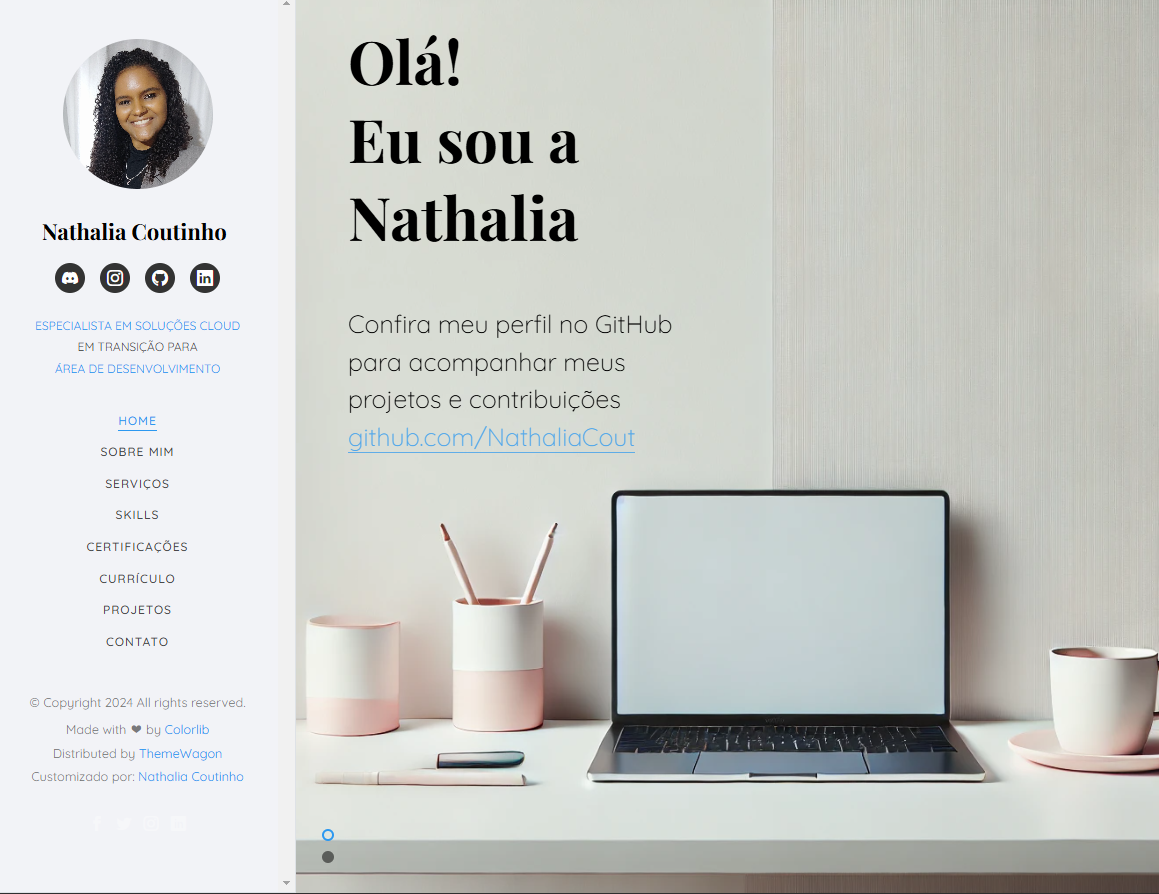 Nathalia Coutinho
ESPECIALISTA EM SOLUÇÕES CLOUD
EM TRANSIÇÃO PARA
ÁREA DE DESENVOLVIMENTO
HOME
SOBRE MIM
SERVIÇOS
SKILLS
CERTIFICAÇÕES
CURRÍCULO
PROJETOS
CONTATO
© Copyright 2024 All rights reserved.
Made with ❤ by Colorlib
Distributed by ThemeWagon
Customizado por: Nathalia Coutinho
Olá!
Eu sou a
Nathalia
Confira meu perfil no GitHub
para acompanhar meus
projetos e contribuições
github.com/NathaliaCout